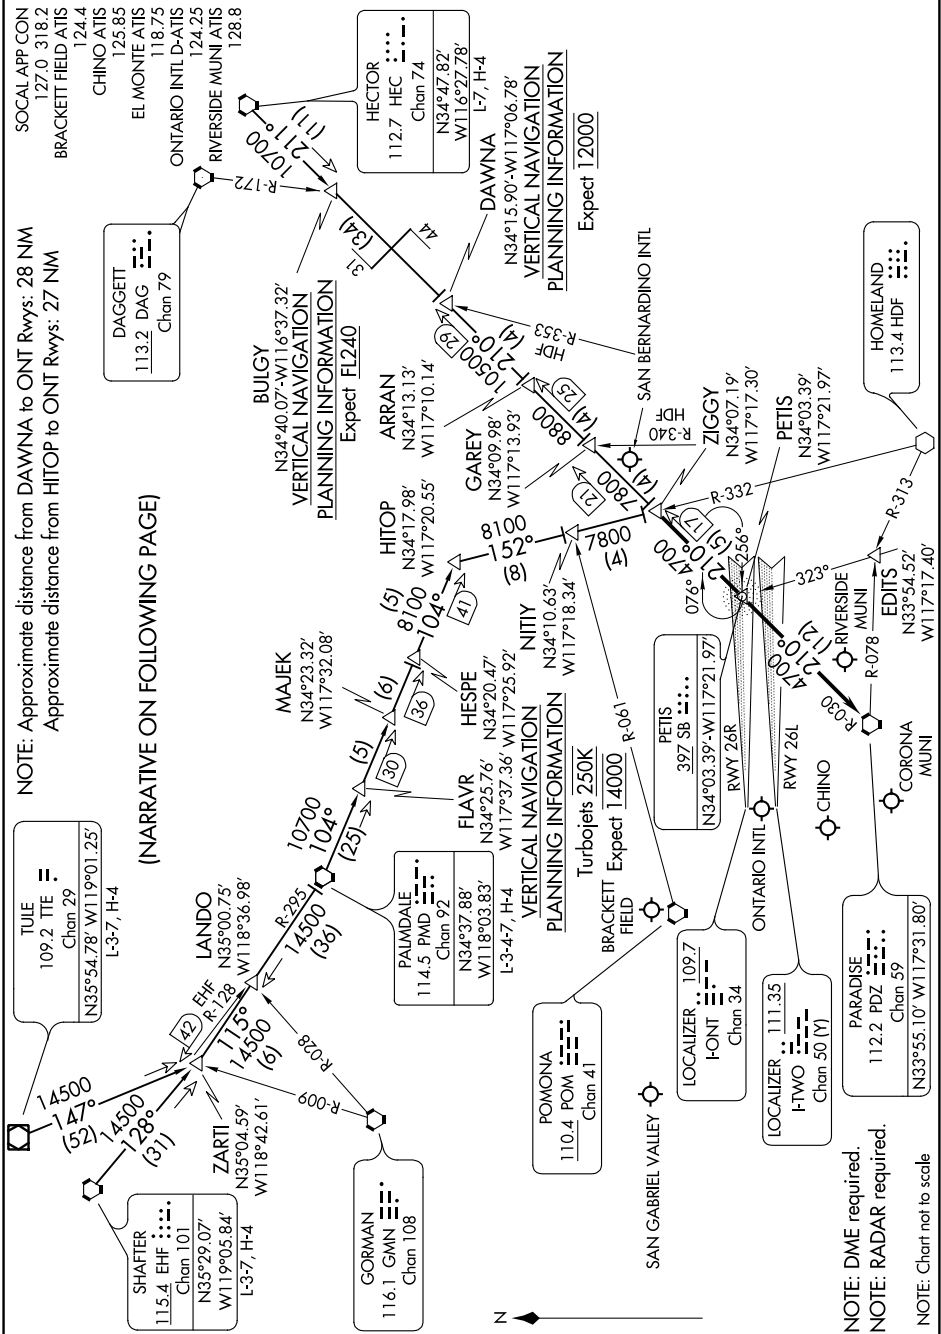 SOCAL APP CON
127.0 318.2
BRACKETT FIELD ATIS
124.4
CHINO ATIS
125.85
EL MONTE ATIS
118.75
ONTARIO INTL D-ATIS
124.25
RIVERSIDE MUNI ATIS
128.8
NOTE: Approximate distance from DAWNA to ONT Rwys: 28 NM
Approximate distance from HITOP to ONT Rwys: 27 NM
(NARRATIVE ON FOLLOWING PAGE)
TULE
109.2 TTE
Chan 29
N35°54.78' W119°01.25'
L-3-7, H-4
SHAFTER
115.4 EHF
Chan 101
N35°29.07'
W119°05.84'
L-3-7, H-4
14500
147°
(52)
14500
128°
(31)
ZARTI
N35°04.59'
W118°42.61'
42
EHF
R-128
115°
14500
(6)
LANDO
N35°00.75'
W118°36.98'
R-028
R-009
GORMAN
116.1 GMN
Chan 108
R-295
14500
(36)
PALMDALE
114.5 PMD
Chan 92
N34°37.88'
W118°03.83'
L-3-4-7, H-4
10700
104°
(25)
30
FLAVR
N34°25.76'
W117°37.36'
VERTICAL NAVIGATION
PLANNING INFORMATION
Turbojets 250K
Expect 14000
(5)
MAJEK
N34°23.32'
W117°32.08'
(6)
36
HESPE
N34°20.47'
W117°25.92'
(5)
8100
104°
41
HITOP
N34°17.98'
W117°20.55'
8100
152°
(8)
NITIY
N34°10.63'
W117°18.34'
7800
(4)
R-061
DAGGETT
113.2 DAG
Chan 79
R-172
HECTOR
112.7 HEC
Chan 74
N34°47.82'
W116°27.78'
L-7, H-4
10700
211°
(11)
BULGY
N34°40.07'-W116°37.32'
VERTICAL NAVIGATION
PLANNING INFORMATION
Expect FL240
(34)
31
44
DAWNA
N34°15.90'-W117°06.78'
VERTICAL NAVIGATION
PLANNING INFORMATION
Expect 12000
29
10500
210°
(4)
HDF
R-353
ARRAN
N34°13.13'
W117°10.14'
25
8800
(4)
SAN BERNARDINO INTL
GAREY
N34°09.98'
W117°13.93'
21
7800
(4)
R-340
HDF
ZIGGY
N34°07.19'
W117°17.30'
PETIS
N34°03.39'
W117°21.97'
17
4700
210°
(5)
R-332
HOMELAND
113.4 HDF
R-313
256°
076°
323°
PETIS
397 SB
N34°03.39'-W117°21.97'
RWY 26R
RWY 26L
4700
210°
(12)
R-030
RIVERSIDE
MUNI
EDITS
N33°54.52'
W117°17.40'
R-078
BRACKETT
FIELD
POMONA
110.4 POM
Chan 41
LOCALIZER 109.7
I-ONT
Chan 34
ONTARIO INTL
LOCALIZER 111.35
I-TWO
Chan 50 (Y)
CHINO
CORONA
MUNI
PARADISE
112.2 PDZ
Chan 59
N33°55.10' W117°31.80'
SAN GABRIEL VALLEY
N
NOTE: DME required.
NOTE: RADAR required.
NOTE: Chart not to scale